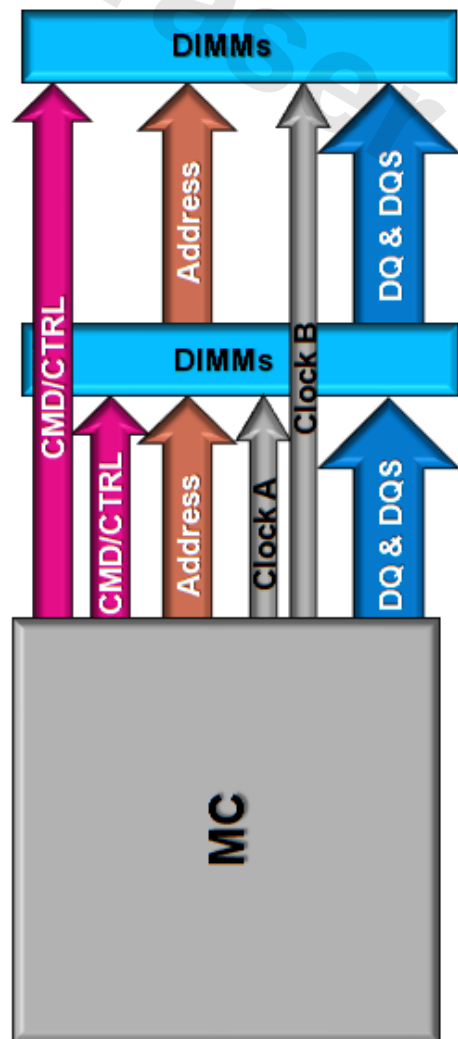 DIMMs
CMD/CTRL
Address
Clock B
DQ & DQS
DIMMs
CMD/CTRL
Address
Clock A
DQ & DQS
MC